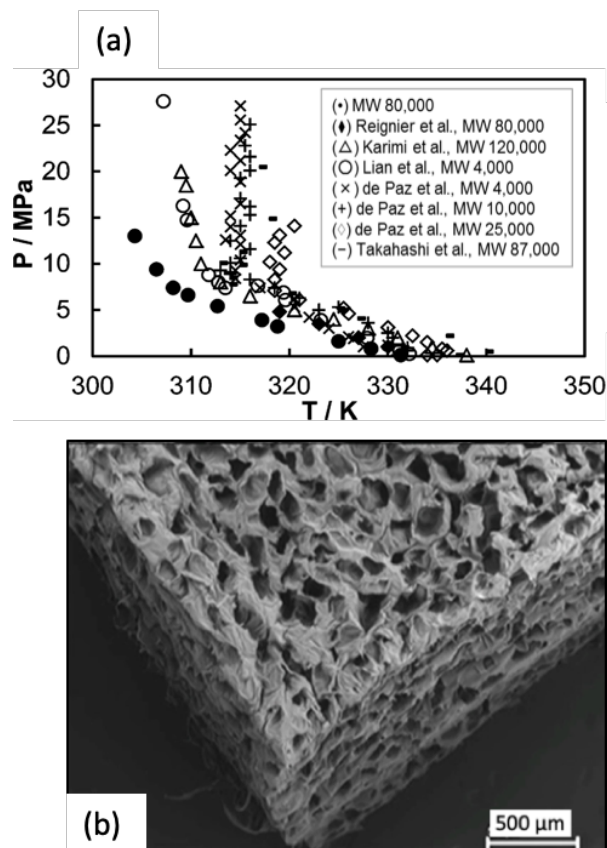 (a)
30
25
20
15
10
5
0
P / MPa
(•) MW 80,000
(♦) Reignier et al., MW 80,000
(△) Karimi et al., MW 120,000
(○) Lian et al., MW 4,000
(×) de Paz et al., MW 4,000
(+) de Paz et al., MW 10,000
(◊) de Paz et al., MW 25,000
(−) Takahashi et al., MW 87,000
300 310 320 330 340 350
T / K
(b)
500 µm